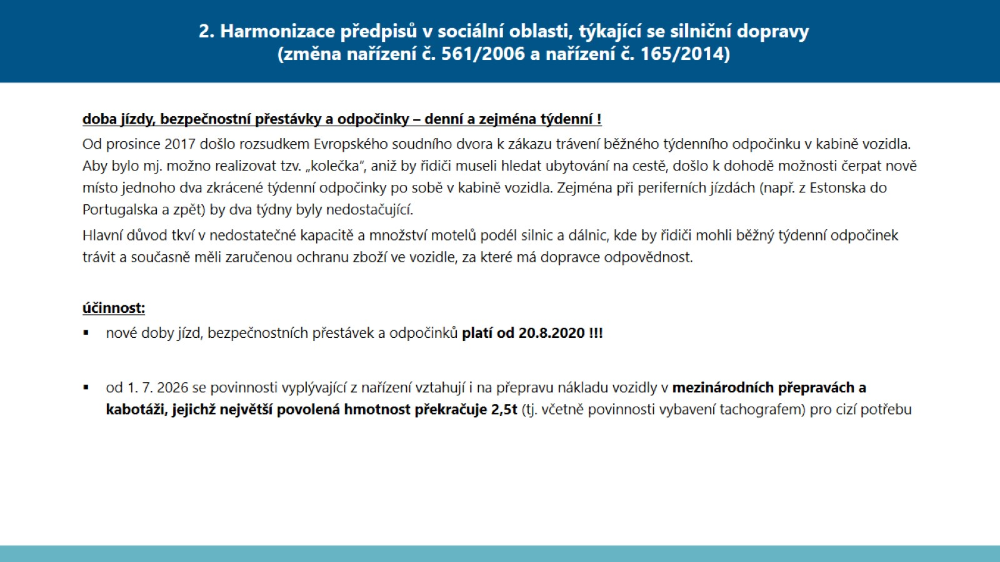 2. Harmonizace předpisů v sociální oblasti, týkající se silniční dopravy
(změna nařízení č. 561/2006 a nařízení č. 165/2014)
doba jízdy, bezpečnostní přestávky a odpočinky – denní a zejména týdenní !
Od prosince 2017 došlo rozsudkem Evropského soudního dvora k zákazu trávení běžného týdenního odpočinku v kabině vozidla.
Aby bylo mj. možno realizovat tzv. „kolečka“, aniž by řidiči museli hledat ubytování na cestě, došlo k dohodě možnosti čerpat nově
místo jednoho dva zkrácené týdenní odpočinky po sobě v kabině vozidla. Zejména při periferních jízdách (např. z Estonska do
Portugalska a zpět) by dva týdny byly nedostačující.
Hlavní důvod tkví v nedostatečné kapacitě a množství motelů podél silnic a dálnic, kde by řidiči mohli běžný týdenní odpočinek
trávit a současně měli zaručenou ochranu zboží ve vozidle, za které má dopravce odpovědnost.
účinnost:
▪ nové doby jízd, bezpečnostních přestávek a odpočinků platí od 20.8.2020 !!!
▪ od 1. 7. 2026 se povinnosti vyplývající z nařízení vztahují i na přepravu nákladu vozidly v mezinárodních přepravách a
kabotáži, jejichž největší povolená hmotnost překračuje 2,5t (tj. včetně povinnosti vybavení tachografem) pro cizí potřebu